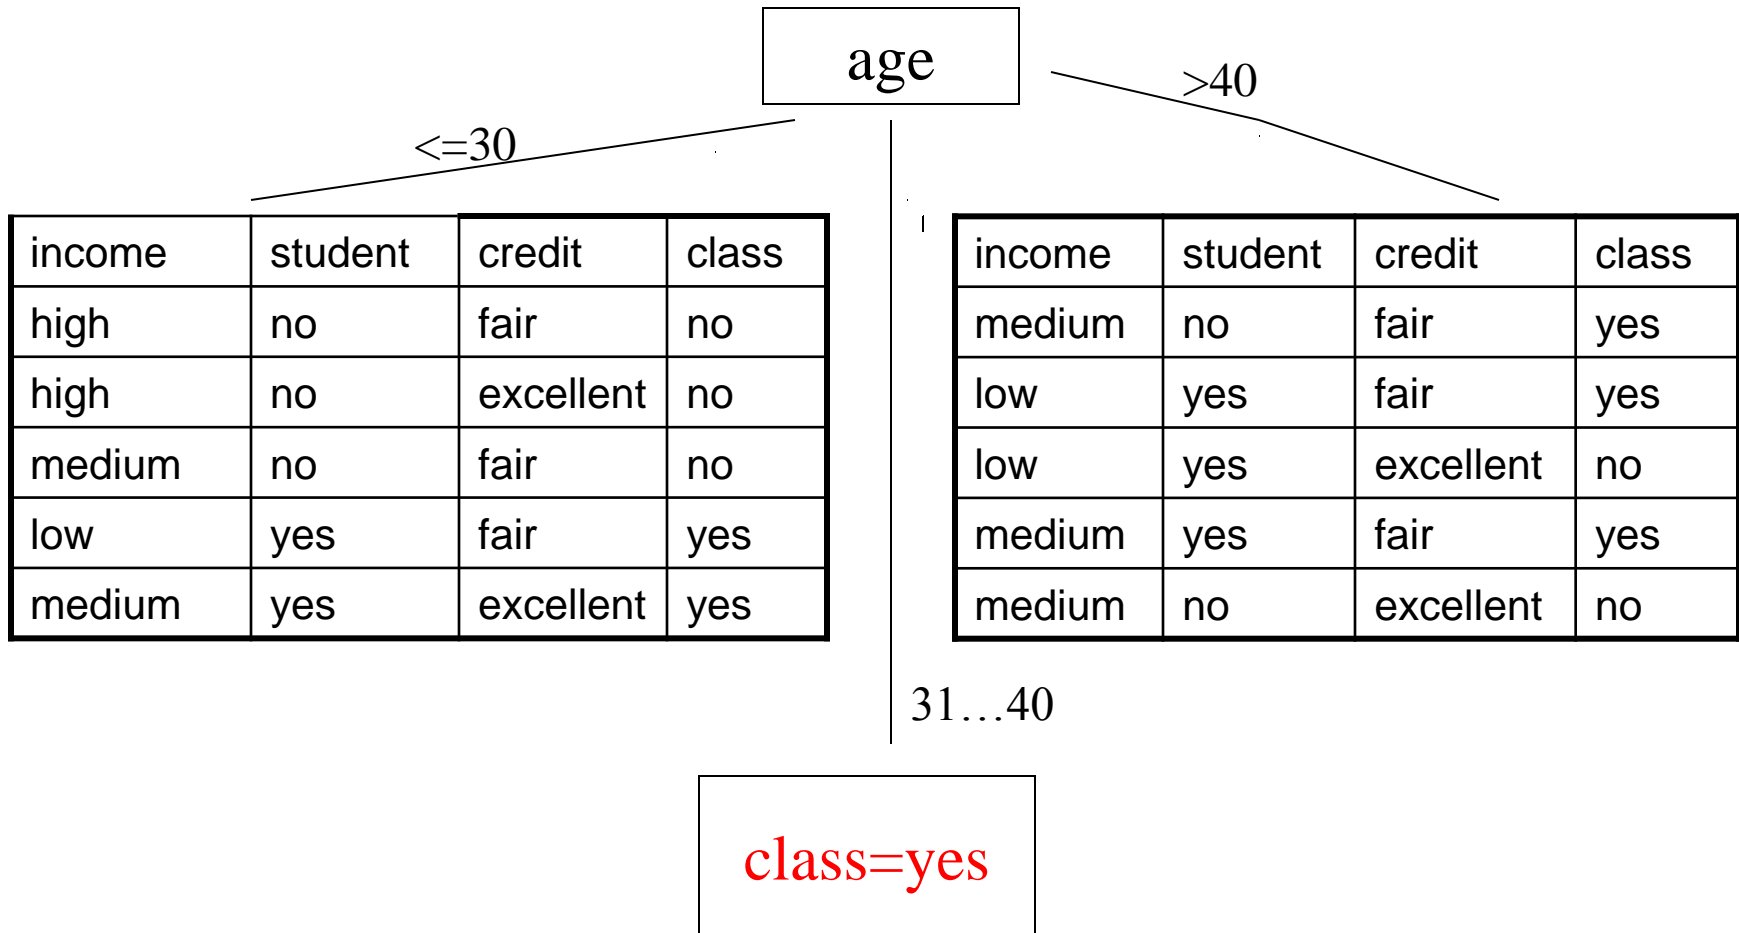 age
>40
<=30
income student credit class
high no fair no
high no excellent no
medium no fair no
low yes fair yes
medium yes excellent yes
income student credit class
medium no fair yes
low yes fair yes
low yes excellent no
medium yes fair yes
medium no excellent no
31…40
class=yes